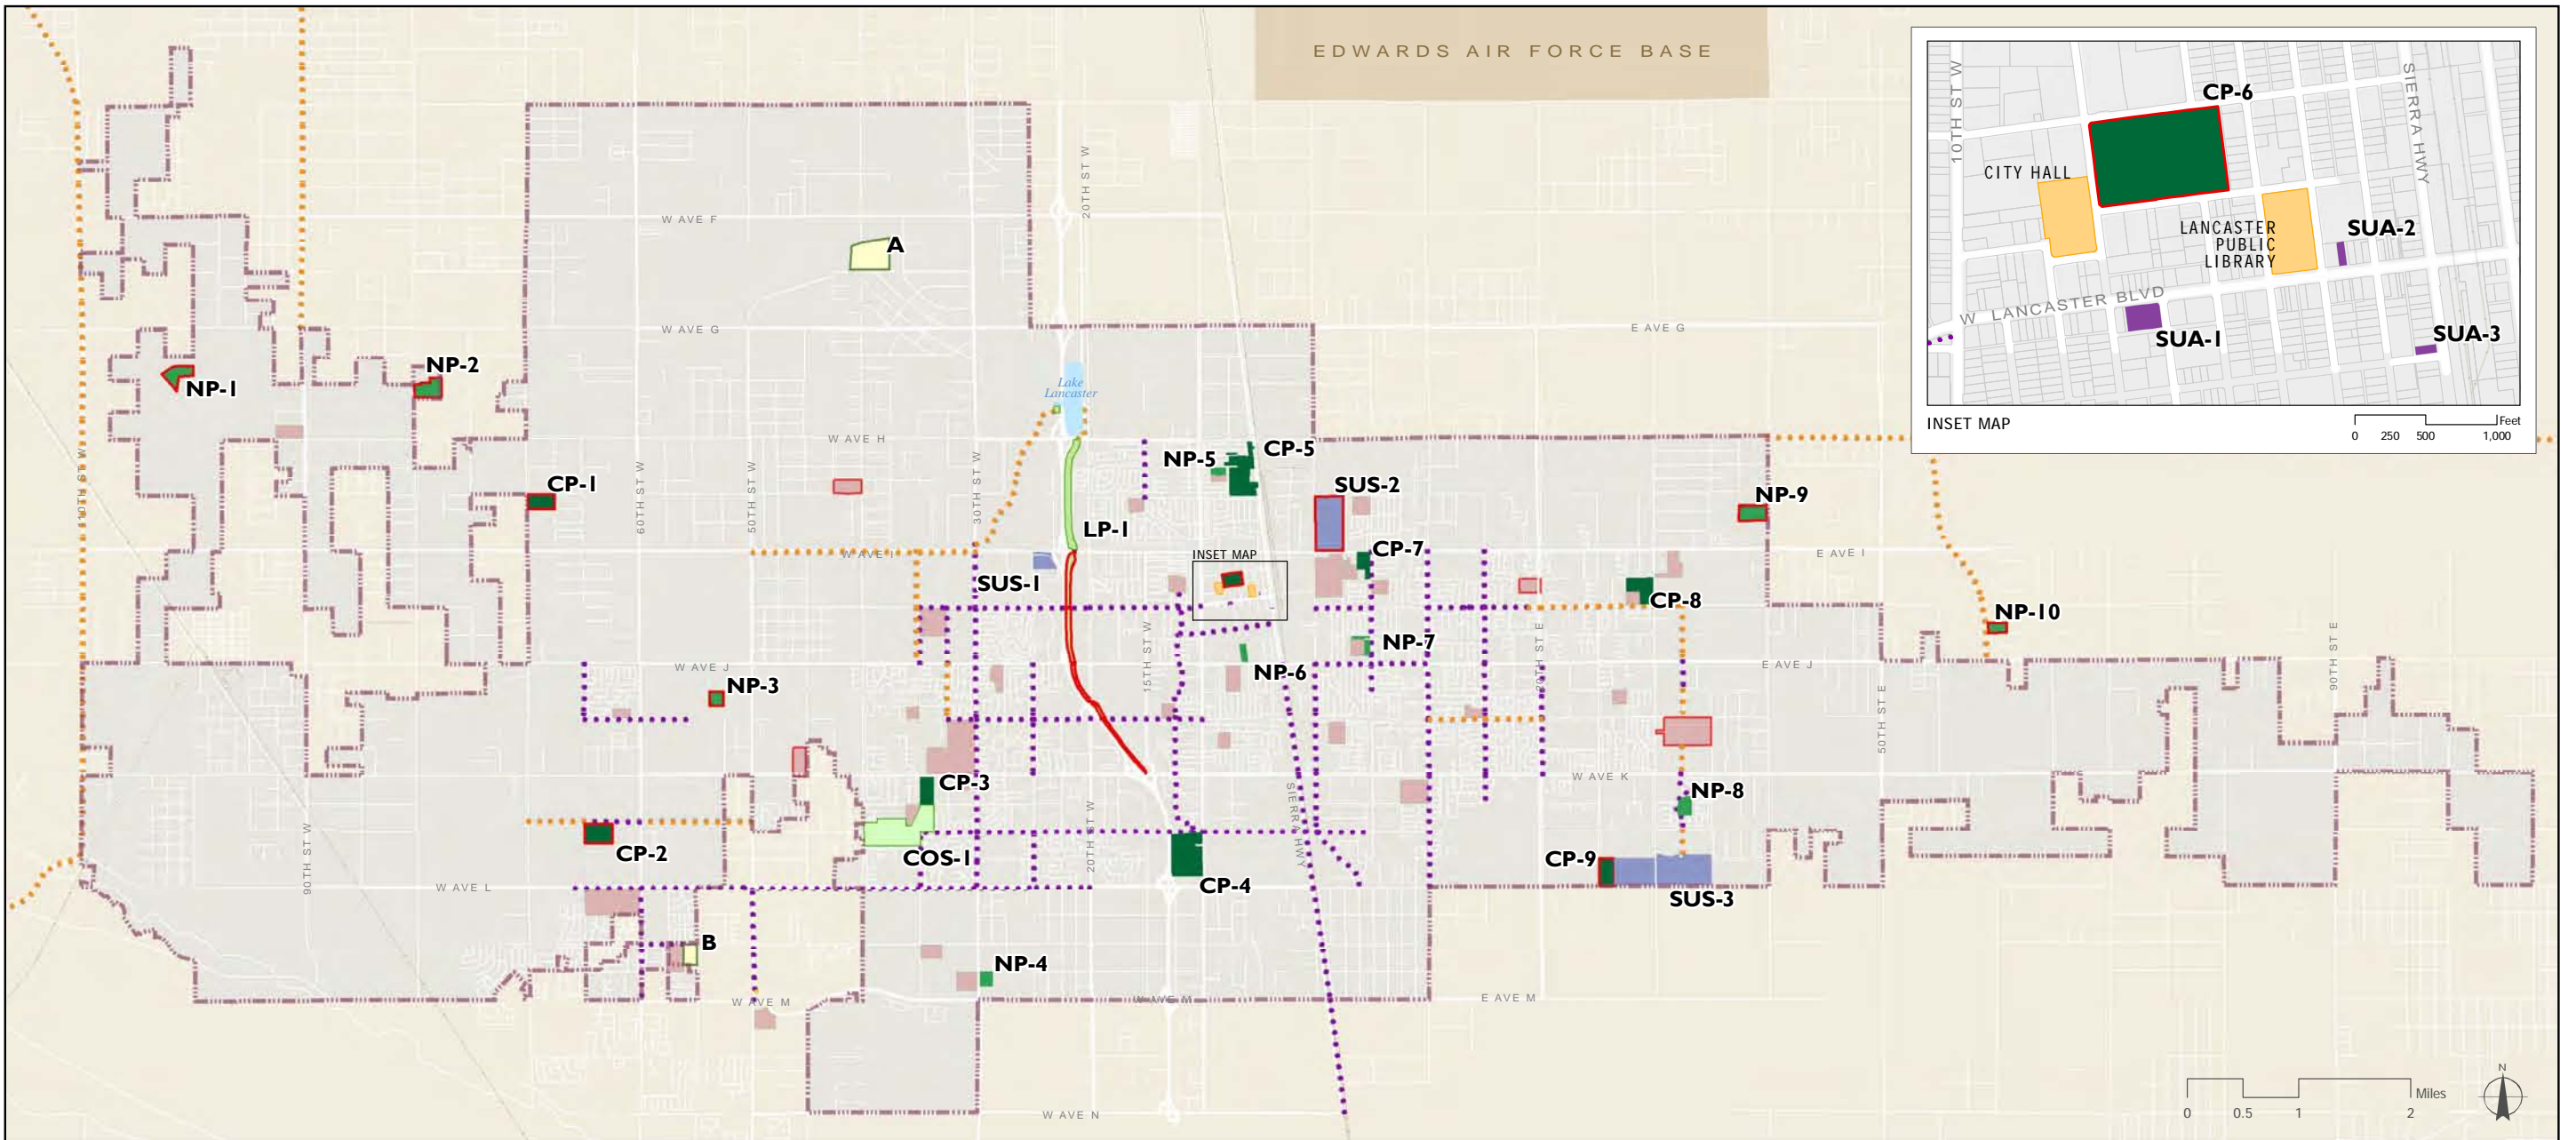 EDWARDS AIR FORCE BASE
10TH ST W
SIERRA HWY
CP-6
CITY HALL
LANCASTER
PUBLIC
LIBRARY
SUA-2
W LANCASTER BLVD
SUA-1
SUA-3
INSET MAP
Feet
0 250 500 1,000
20TH ST W
W AVE F
A
W AVE G
E AVE G
NP-1
NP-2
Lake
Lancaster
W AVE H
NP-5
CP-5
CP-1
60TH ST W
50TH ST W
30TH ST W
SUS-2
NP-9
LP-1
W AVE I
INSET MAP
CP-7
E AVE I
SUS-1
CP-8
NP-10
15TH ST W
20TH ST E
90TH ST E
NP-7
NP-6
W AVE J
E AVE J
NP-3
50TH ST E
CP-3
W AVE K
SIERRA HWY
NP-8
90TH ST W
CP-2
COS-1
20TH ST W
CP-9
CP-4
W AVE L
SUS-3
B
NP-4
W AVE M
W AVE M
E AVE M
W AVE N
N
Miles
0 0.5 1 2